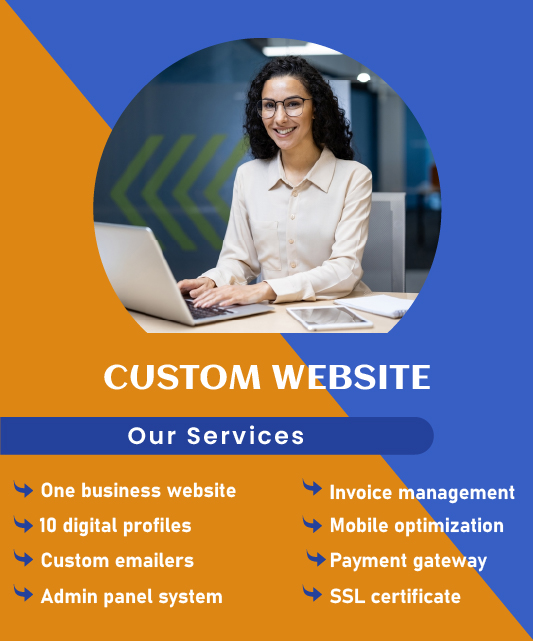 CUSTOM WEBSITE
Our Services
One business website
10 digital profiles
Custom emailers
Admin panel system
Invoice management
Mobile optimization
Payment gateway
SSL certificate